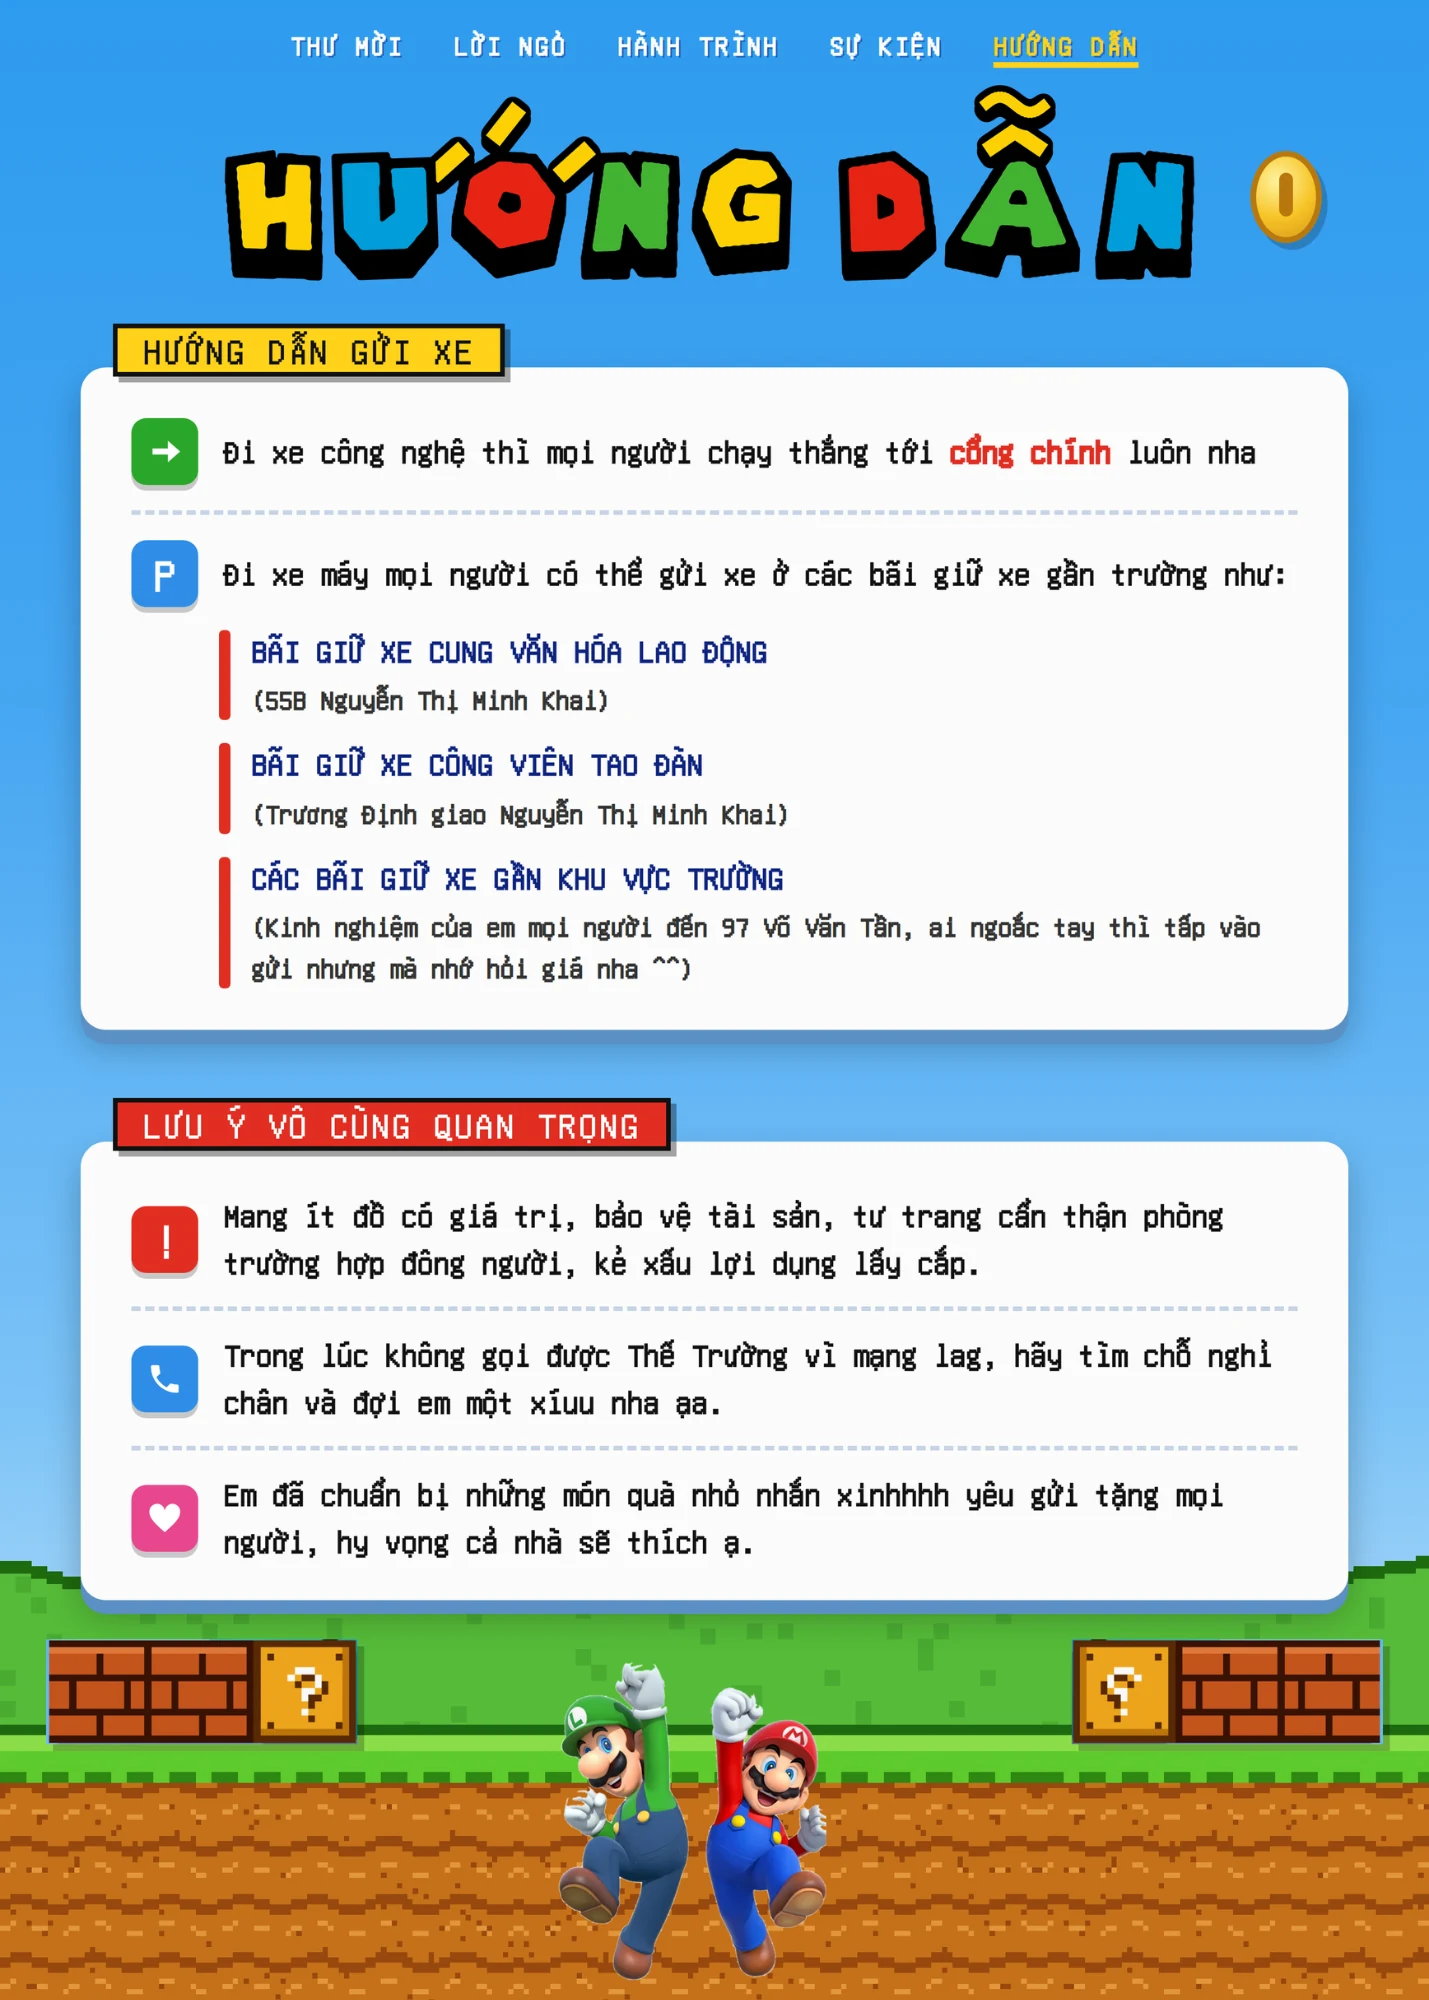 THƯ MỜI LỜI NGỎ HÀNH TRÌNH SỰ KIỆN HƯỚNG DẪN
HƯỚNG DẪN
HƯỚNG DẪN GỬI XE
Đi xe công nghệ thì mọi người chạy thẳng tới cổng chính luôn nha
P Đi xe máy mọi người có thể gửi xe ở các bãi giữ xe gần trường như:
BÃI GIỮ XE CUNG VĂN HÓA LAO ĐỘNG
(55B Nguyễn Thị Minh Khai)
BÃI GIỮ XE CÔNG VIÊN TAO ĐÀN
(Trương Định giao Nguyễn Thị Minh Khai)
CÁC BÃI GIỮ XE GẦN KHU VỰC TRƯỜNG
(Kinh nghiệm của em mọi người đến 97 Võ Văn Tần, ai ngoắc tay thì tấp vào
gửi nhưng mà nhớ hỏi giá nha ^^)
LƯU Ý VÔ CÙNG QUAN TRỌNG
! Mang ít đồ có giá trị, bảo vệ tài sản, tư trang cẩn thận phòng
trường hợp đông người, kẻ xấu lợi dụng lấy cắp.
Trong lúc không gọi được Thế Trường vì mạng lag, hãy tìm chỗ nghỉ
chân và đợi em một xíuu nha ạa.
Em đã chuẩn bị những món quà nhỏ nhắn xinhhhh yêu gửi tặng mọi
người, hy vọng cả nhà sẽ thích ạ.
? ?
L M